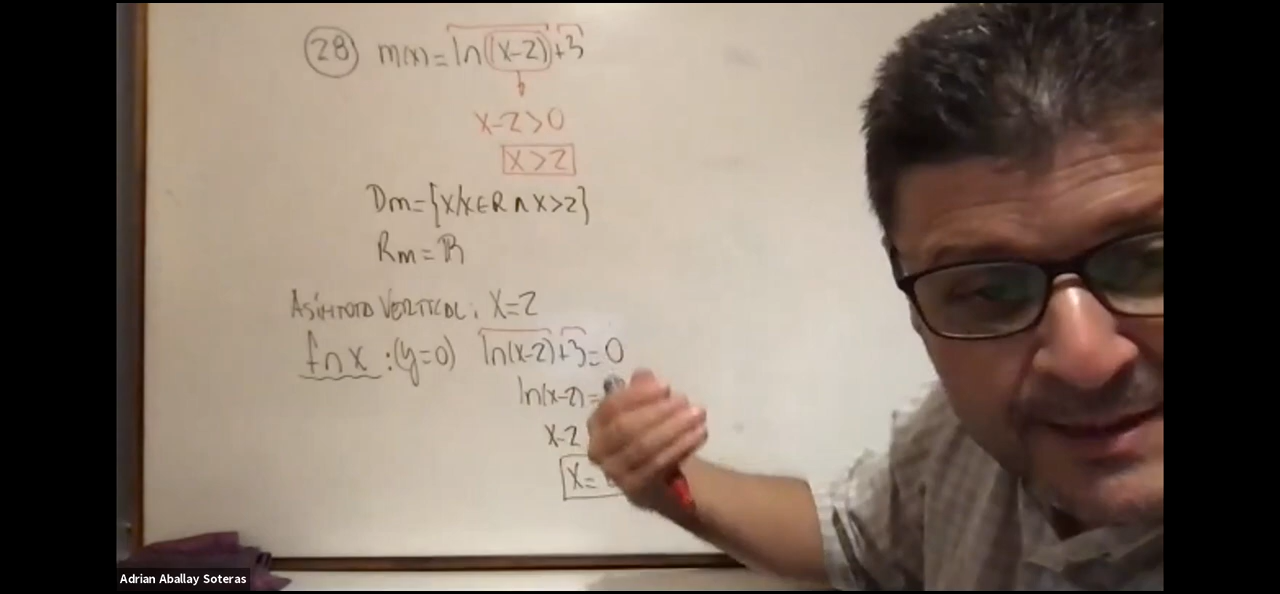 28 m(x)=ln(x-2)+3
x-2>0
x>2
Dm={x/x∈R ∧ x>2}
Rm=ℝ
ASÍNTOTA VERTICAL: x=2
fnx:(y=0) ln(x-2)+3=0
ln(x-2)=
x-2
x=
Adrian Aballay Soteras